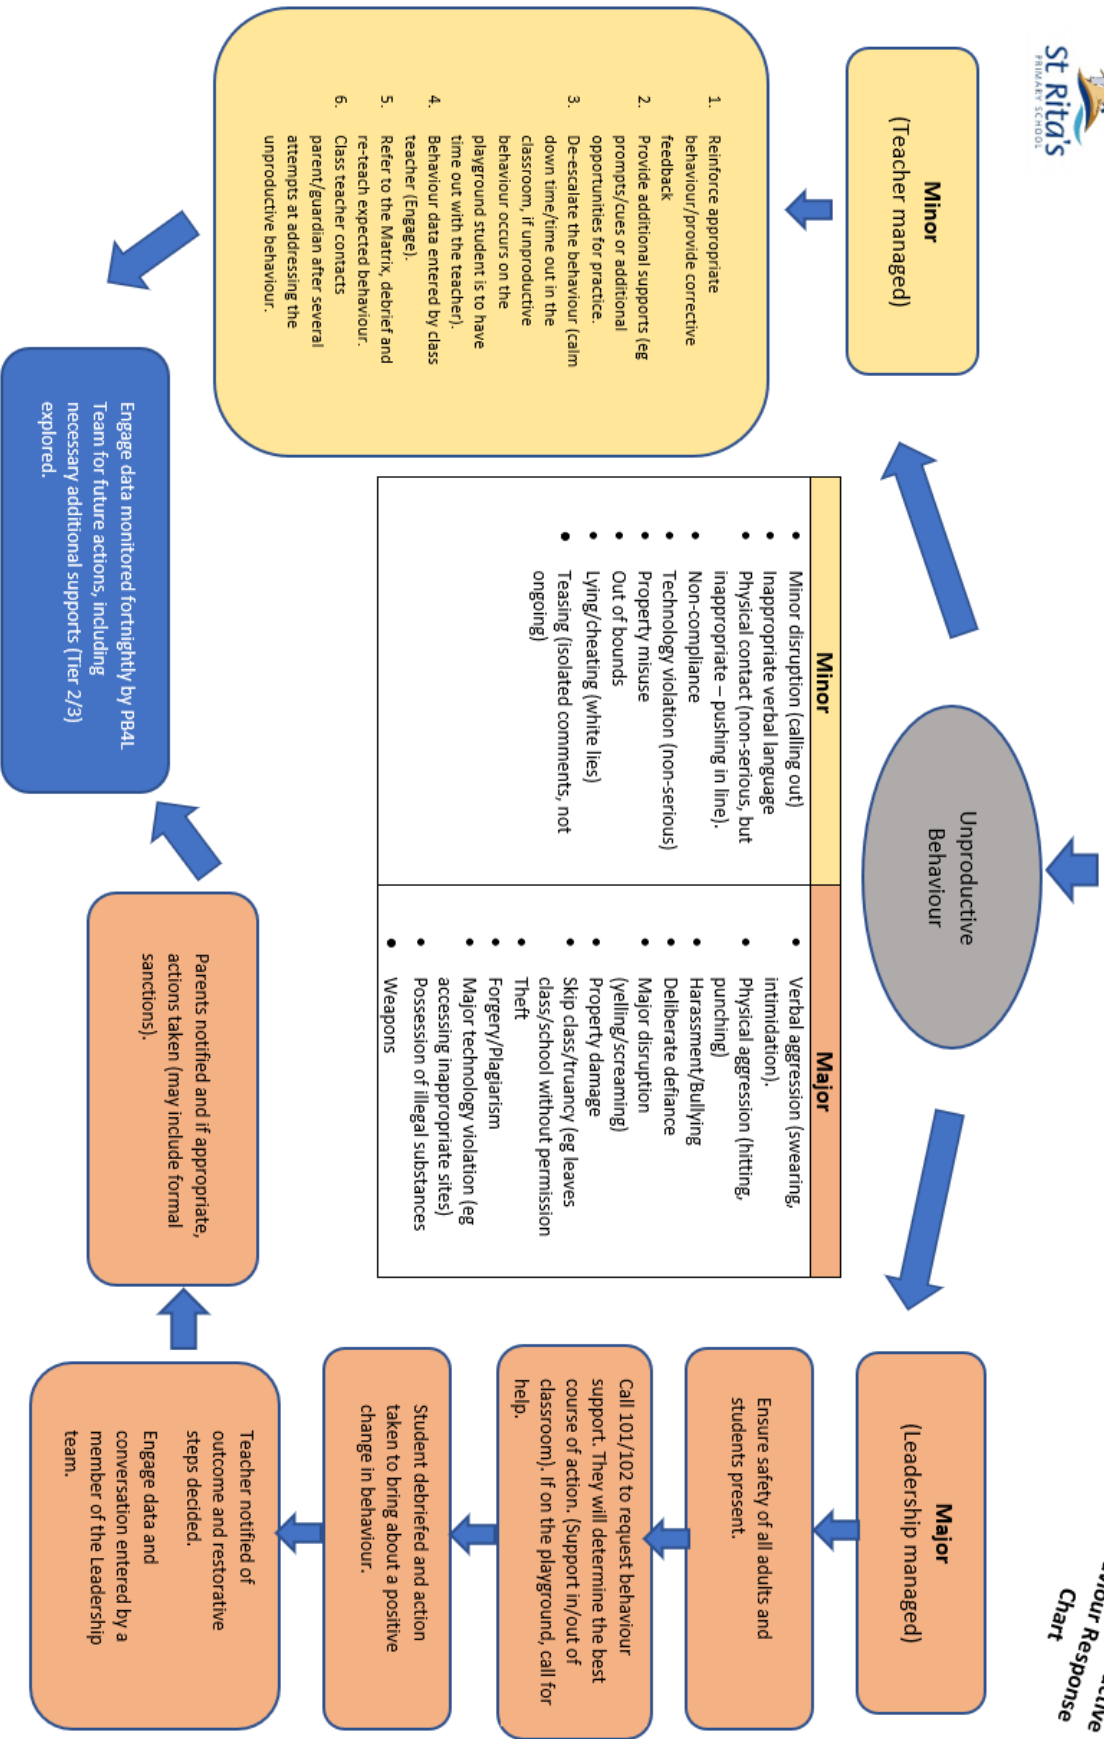 St Rita's
PRIMARY SCHOOL
Response
Chart
Unproductive
Behaviour
Minor
(Teacher managed)
1. Reinforce appropriate
behaviour/provide corrective
feedback
2. Provide additional supports (eg
prompts/cues or additional
opportunities for practice.
3. De-escalate the behaviour (calm
down time/time out in the
classroom, if unproductive
behaviour occurs on the
playground student is to have
time out with the teacher).
4. Behaviour data entered by class
teacher (Engage).
5. Refer to the Matrix, debrief and
re-teach expected behaviour.
6. Class teacher contacts
parent/guardian after several
attempts at addressing the
unproductive behaviour.
Minor
• Minor disruption (calling out)
• Inappropriate verbal language
• Physical contact (non-serious, but
inappropriate – pushing in line).
• Non-compliance
• Technology violation (non-serious)
• Property misuse
• Out of bounds
• Lying/cheating (white lies)
• Teasing (isolated comments, not
ongoing)
Major
• Verbal aggression (swearing,
intimidation).
• Physical aggression (hitting,
punching)
• Harassment/Bullying
• Deliberate defiance
• Major disruption
(yelling/screaming)
• Property damage
• Skip class/truancy (eg leaves
class/school without permission
• Theft
• Forgery/Plagiarism
• Major technology violation (eg
accessing inappropriate sites)
• Possession of illegal substances
• Weapons
Major
(Leadership managed)
Ensure safety of all adults and
students present.
Call 101/102 to request behaviour
support. They will determine the best
course of action. (Support in/out of
classroom). If on the playground, call for
help.
Student debriefed and action
taken to bring about a positive
change in behaviour.
Teacher notified of
outcome and restorative
steps decided.
Engage data and
conversation entered by a
member of the Leadership
team.
Parents notified and if appropriate,
actions taken (may include formal
sanctions).
Engage data monitored fortnightly by PB4L
Team for future actions, including
necessary additional supports (Tier 2/3)
explored.